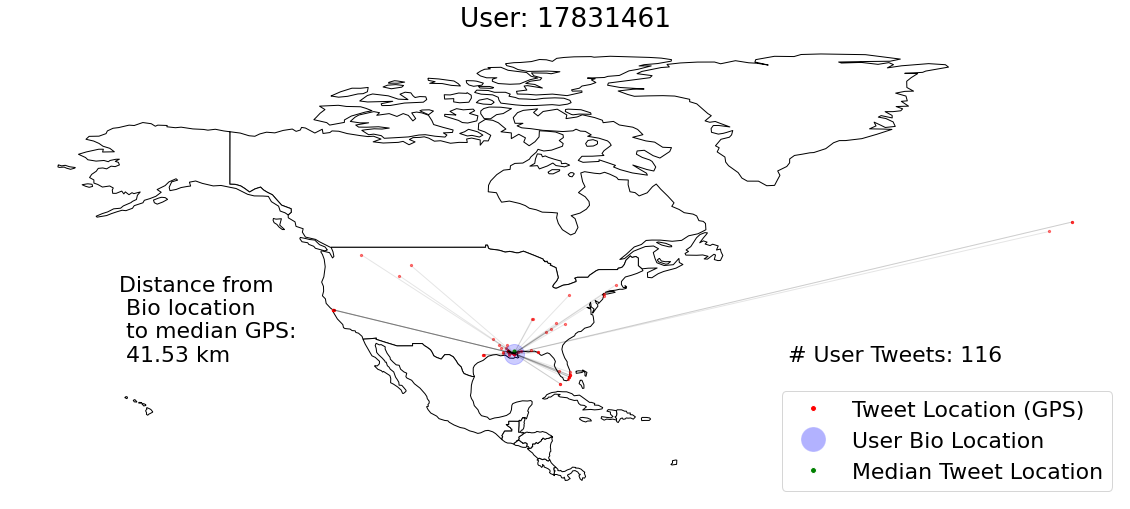 User: 17831461
Distance from
Bio location
to median GPS:
41.53 km
# User Tweets: 116
Tweet Location (GPS)
User Bio Location
Median Tweet Location